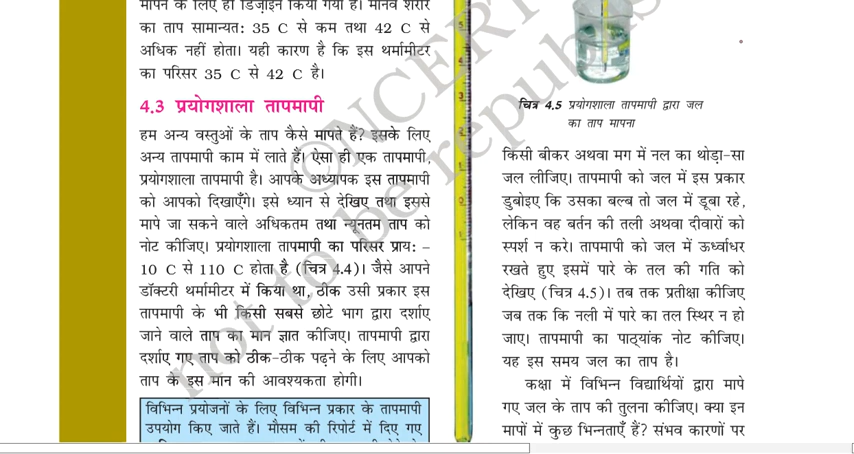 मापने के लिए ही डिज़ाइन किया गया है। मानव शरीर
का ताप सामान्यत: 35 C से कम तथा 42 C से
अधिक नहीं होता। यही कारण है कि इस थर्मामीटर
का परिसर 35 C से 42 C है।
4.3 प्रयोगशाला तापमापी
हम अन्य वस्तुओं के ताप कैसे मापते हैं? इसके लिए
अन्य तापमापी काम में लाते हैं। ऐसा ही एक तापमापी,
प्रयोगशाला तापमापी है। आपके अध्यापक इस तापमापी
को आपको दिखाएँगे। इसे ध्यान से देखिए तथा इससे
मापे जा सकने वाले अधिकतम तथा न्यूनतम ताप को
नोट कीजिए। प्रयोगशाला तापमापी का परिसर प्राय: –
10 C से 110 C होता है (चित्र 4.4)। जैसे आपने
डॉक्टरी थर्मामीटर में किया था, ठीक उसी प्रकार इस
तापमापी के भी किसी सबसे छोटे भाग द्वारा दर्शाए
जाने वाले ताप का मान ज्ञात कीजिए। तापमापी द्वारा
दर्शाए गए ताप को ठीक-ठीक पढ़ने के लिए आपको
ताप के इस मान की आवश्यकता होगी।
विभिन्न प्रयोजनों के लिए विभिन्न प्रकार के तापमापी
उपयोग किए जाते हैं। मौसम की रिपोर्ट में दिए गए
चित्र 4.5 प्रयोगशाला तापमापी द्वारा जल
का ताप मापना
किसी बीकर अथवा मग में नल का थोड़ा-सा
जल लीजिए। तापमापी को जल में इस प्रकार
डुबोइए कि उसका बल्ब तो जल में डूबा रहे,
लेकिन वह बर्तन की तली अथवा दीवारों को
स्पर्श न करे। तापमापी को जल में ऊर्ध्वाधर
रखते हुए इसमें पारे के तल की गति को
देखिए (चित्र 4.5)। तब तक प्रतीक्षा कीजिए
जब तक कि नली में पारे का तल स्थिर न हो
जाए। तापमापी का पाठ्यांक नोट कीजिए।
यह इस समय जल का ताप है।
कक्षा में विभिन्न विद्यार्थियों द्वारा मापे
गए जल के ताप की तुलना कीजिए। क्या इन
मापों में कुछ भिन्नताएँ हैं? संभव कारणों पर
©NCERT
not to be republis